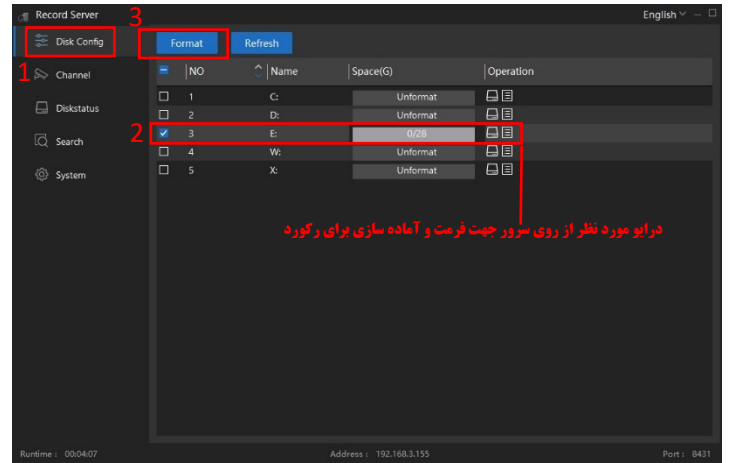 Record Server
English
3
Disk Config
Format
Refresh
1
Channel
NO
Name
Space(G)
Operation
1
C:
Unformat
Diskstatus
2
D:
Unformat
2
3
E:
0/28
Search
4
W:
Unformat
System
5
X:
Unformat
درایو مورد نظر از روی سرور جهت فرمت و آماده سازی برای رکورد
Runtime : 00:04:07
Address : 192.168.3.155
Port : 8431